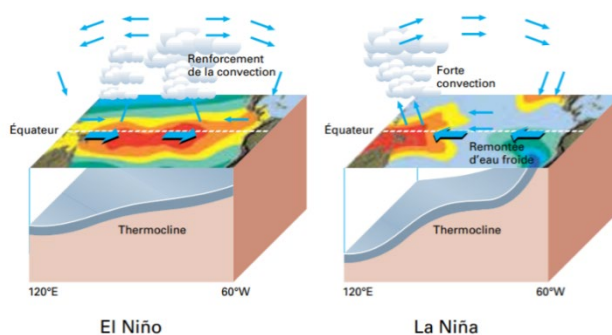 Renforcement
de la convection
Équateur
Thermocline
120°E
60°W
El Niño
Forte
convection
Équateur
Remontée
d'eau froide
Thermocline
120°E
60°W
La Niña